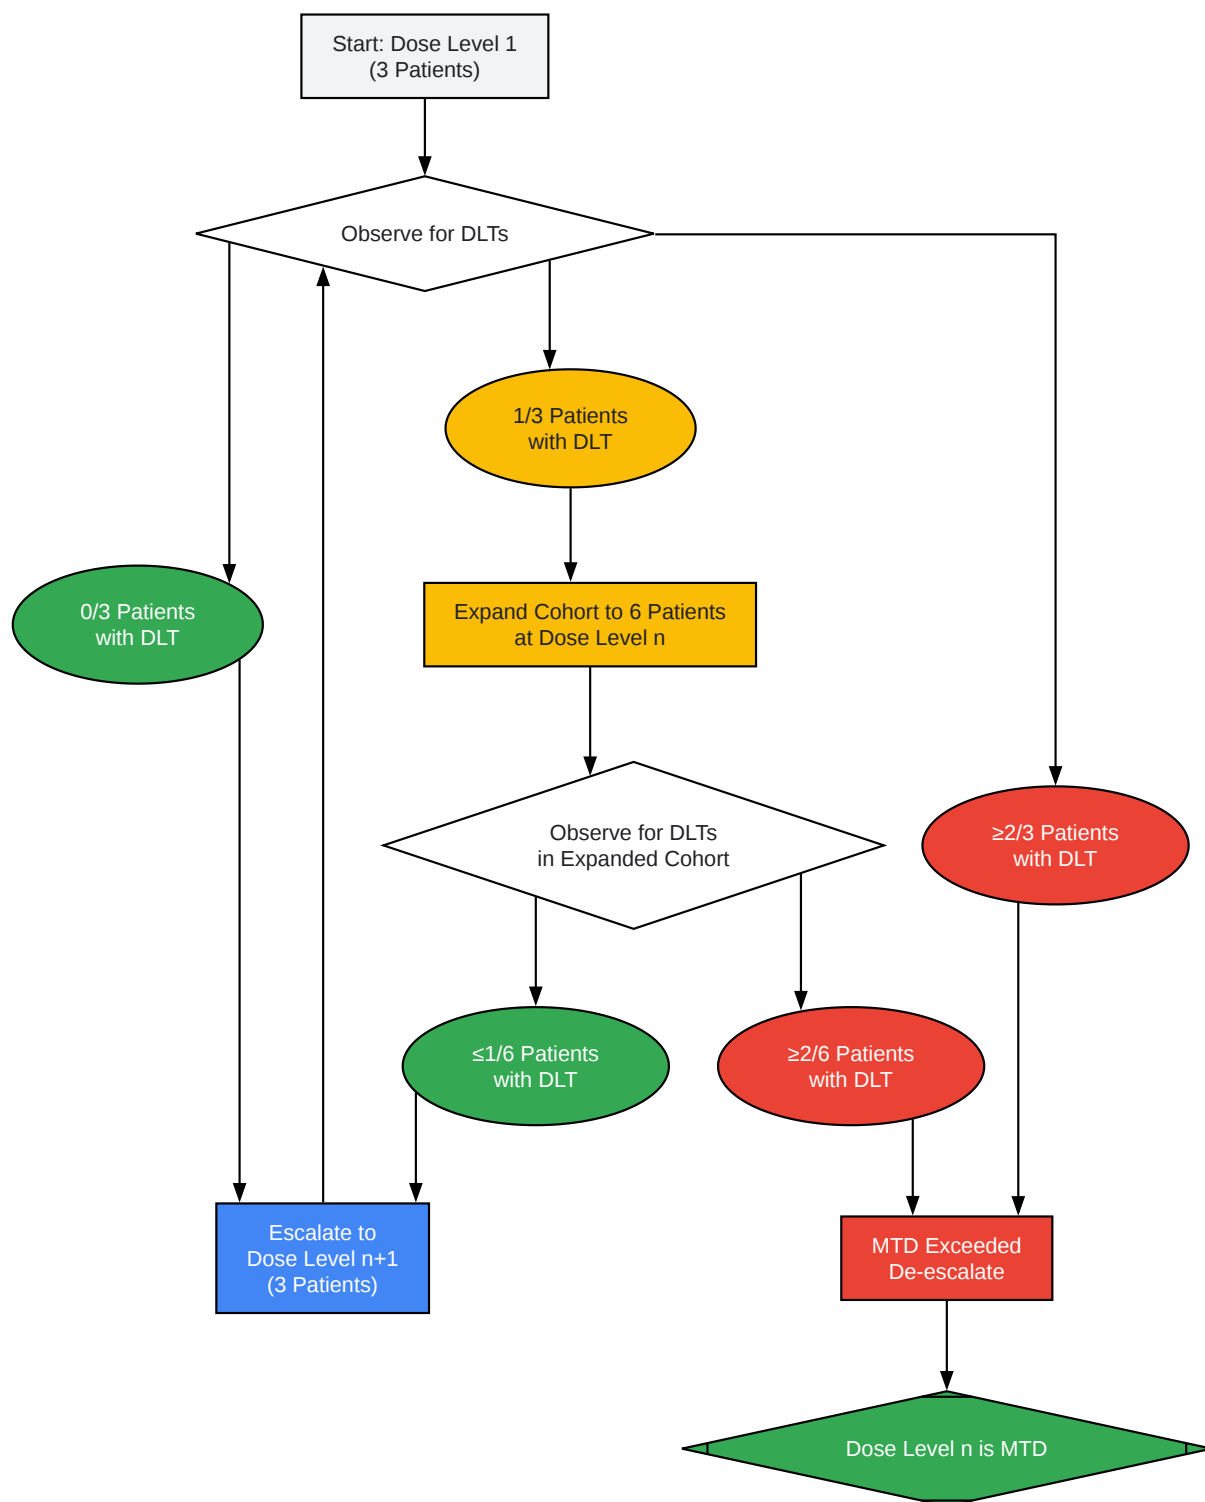 Start: Dose Level 1
(3 Patients)
Observe for DLTs
1/3 Patients
with DLT
0/3 Patients
with DLT
Expand Cohort to 6 Patients
at Dose Level n
Observe for DLTs
in Expanded Cohort
≥2/3 Patients
with DLT
≤1/6 Patients
with DLT
≥2/6 Patients
with DLT
Escalate to
Dose Level n+1
(3 Patients)
MTD Exceeded
De-escalate
Dose Level n is MTD